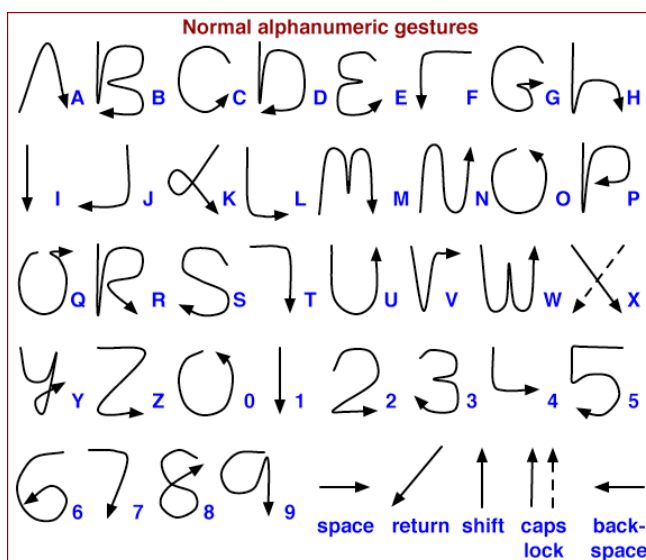 Normal alphanumeric gestures
A B C D E F G H
I J K L M N O P
Q R S T U V W X
Y Z 0 1 2 3 4 5
6 7 8 9 space return shift caps lock back-space